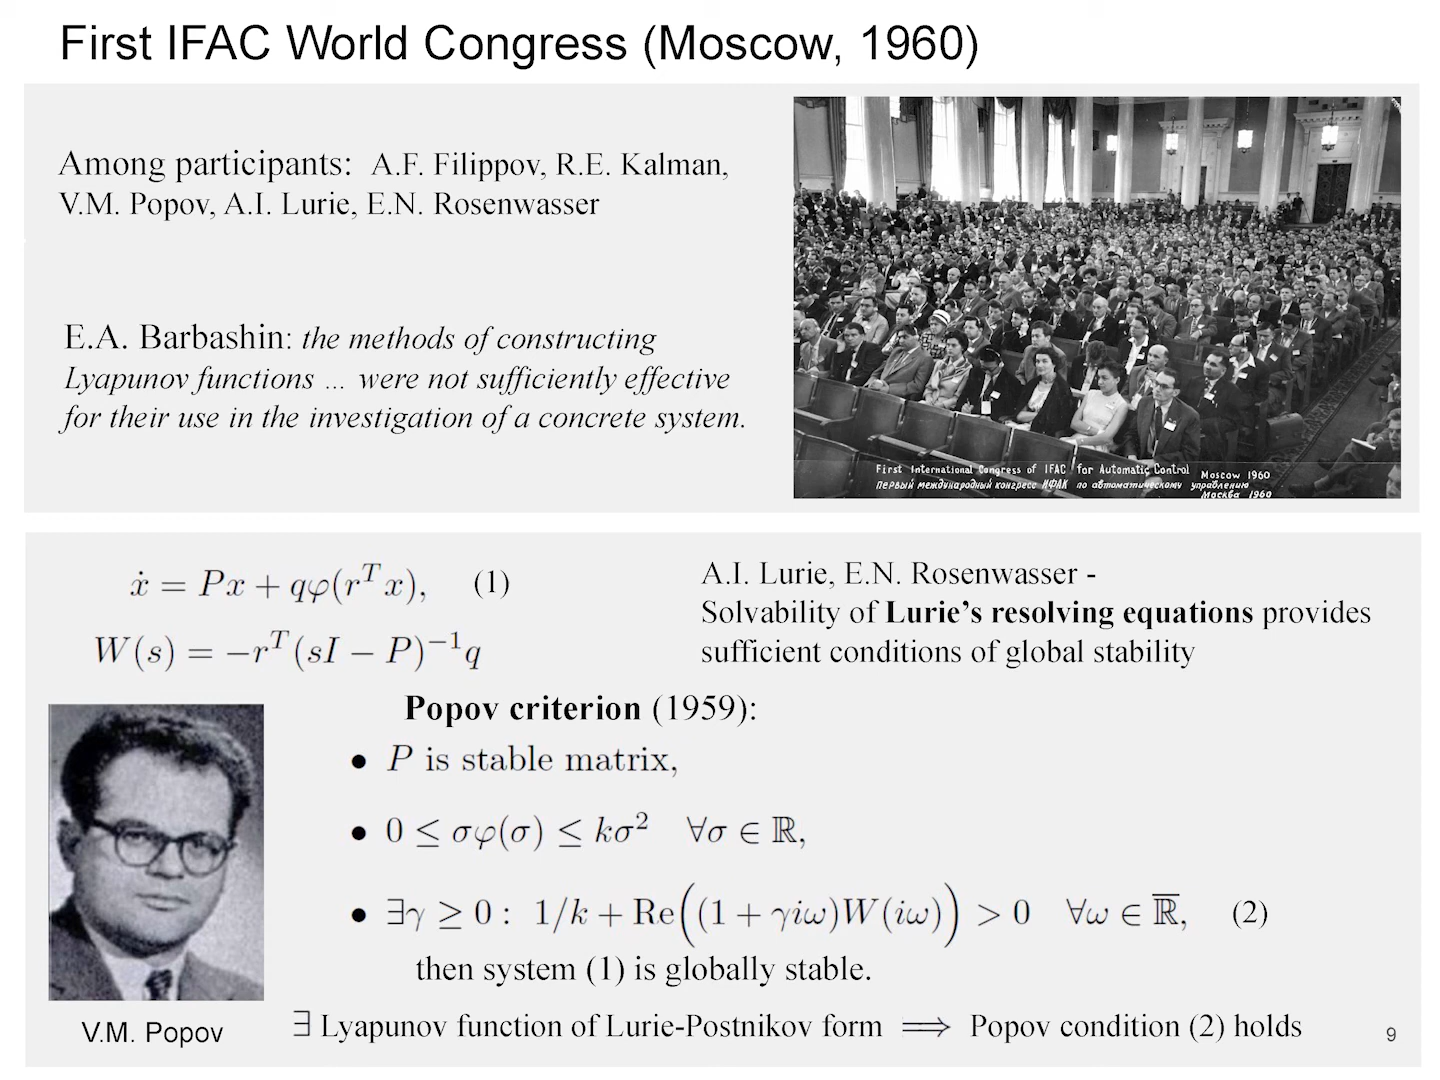 First IFAC World Congress (Moscow, 1960)
Among participants: A.F. Filippov, R.E. Kalman,
V.M. Popov, A.I. Lurie, E.N. Rosenwasser
E.A. Barbashin: the methods of constructing
Lyapunov functions ... were not sufficiently effective
for their use in the investigation of a concrete system.
First International Congress of IFAC for Automatic Control Moscow 1960
Первый международный конгресс ИФАК по автоматическому управлению
Москва 1960
ẋ = Px + qφ(rᵀx), (1)
W(s) = −rᵀ(sI − P)⁻¹q
A.I. Lurie, E.N. Rosenwasser -
Solvability of Lurie's resolving equations provides
sufficient conditions of global stability
Popov criterion (1959):
• P is stable matrix,
• 0 ≤ σφ(σ) ≤ kσ² ∀σ ∈ ℝ,
• ∃γ ≥ 0 : 1/k + Re((1 + γiω)W(iω)) > 0 ∀ω ∈ ℝ̅, (2)
then system (1) is globally stable.
V.M. Popov
∃ Lyapunov function of Lurie-Postnikov form ⟹ Popov condition (2) holds
9